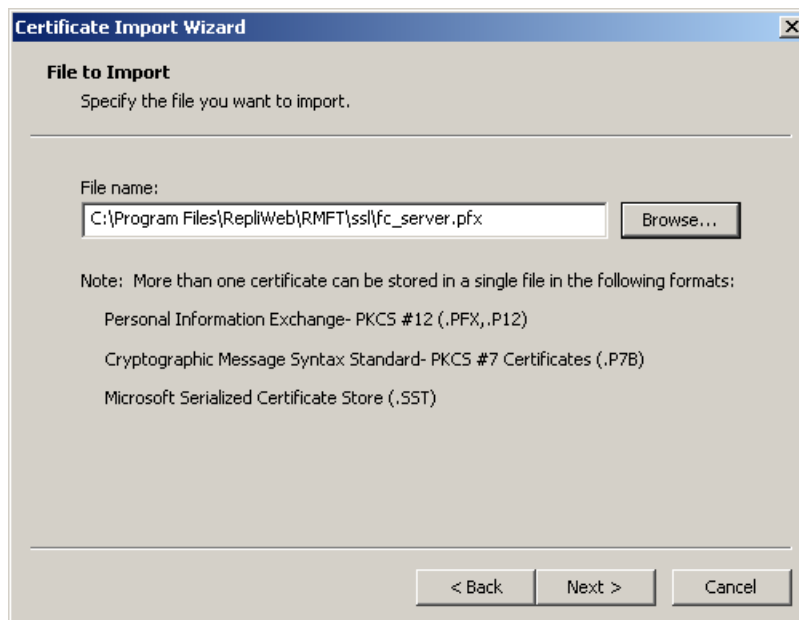 Certificate Import Wizard
File to Import
Specify the file you want to import.
File name:
C:\Program Files\RepliWeb\RMFT\ssl\fc_server.pfx
Browse...
Note:  More than one certificate can be stored in a single file in the following formats:
Personal Information Exchange- PKCS #12 (.PFX,.P12)
Cryptographic Message Syntax Standard- PKCS #7 Certificates (.P7B)
Microsoft Serialized Certificate Store (.SST)
< Back Next > Cancel